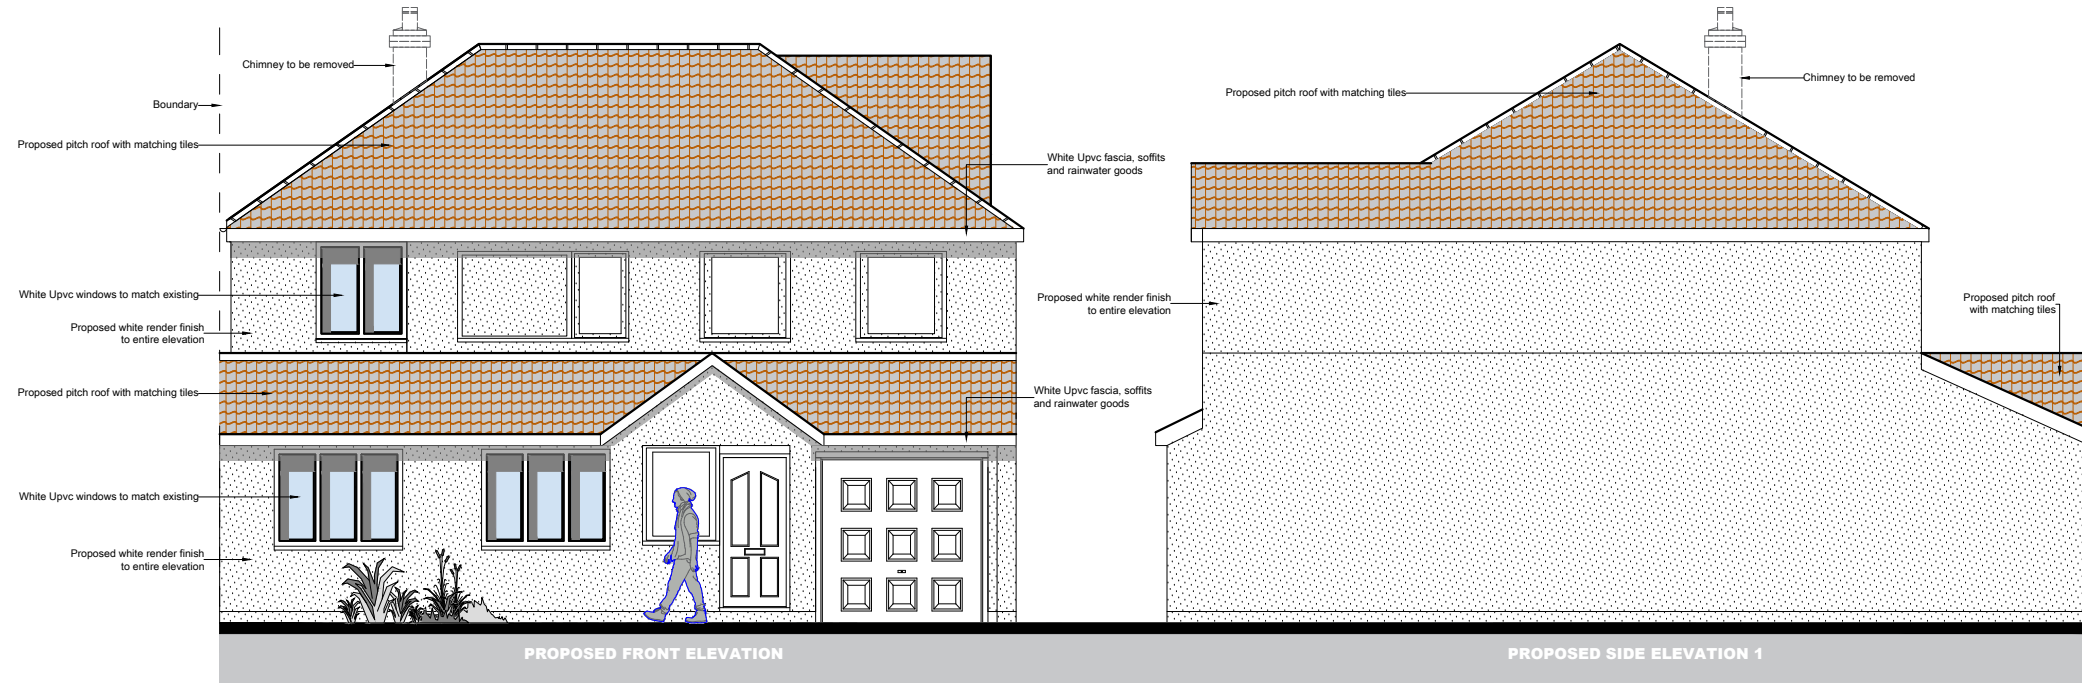 Chimney to be removed
Boundary
Proposed pitch roof with matching tiles
White Upvc fascia, soffits
and rainwater goods
White Upvc windows to match existing
Proposed white render finish
to entire elevation
Proposed pitch roof with matching tiles
White Upvc fascia, soffits
and rainwater goods
White Upvc windows to match existing
Proposed white render finish
to entire elevation
PROPOSED FRONT ELEVATION
Chimney to be removed
Proposed pitch roof with matching tiles
Proposed white render finish
to entire elevation
Proposed pitch roof
with matching tiles
PROPOSED SIDE ELEVATION 1